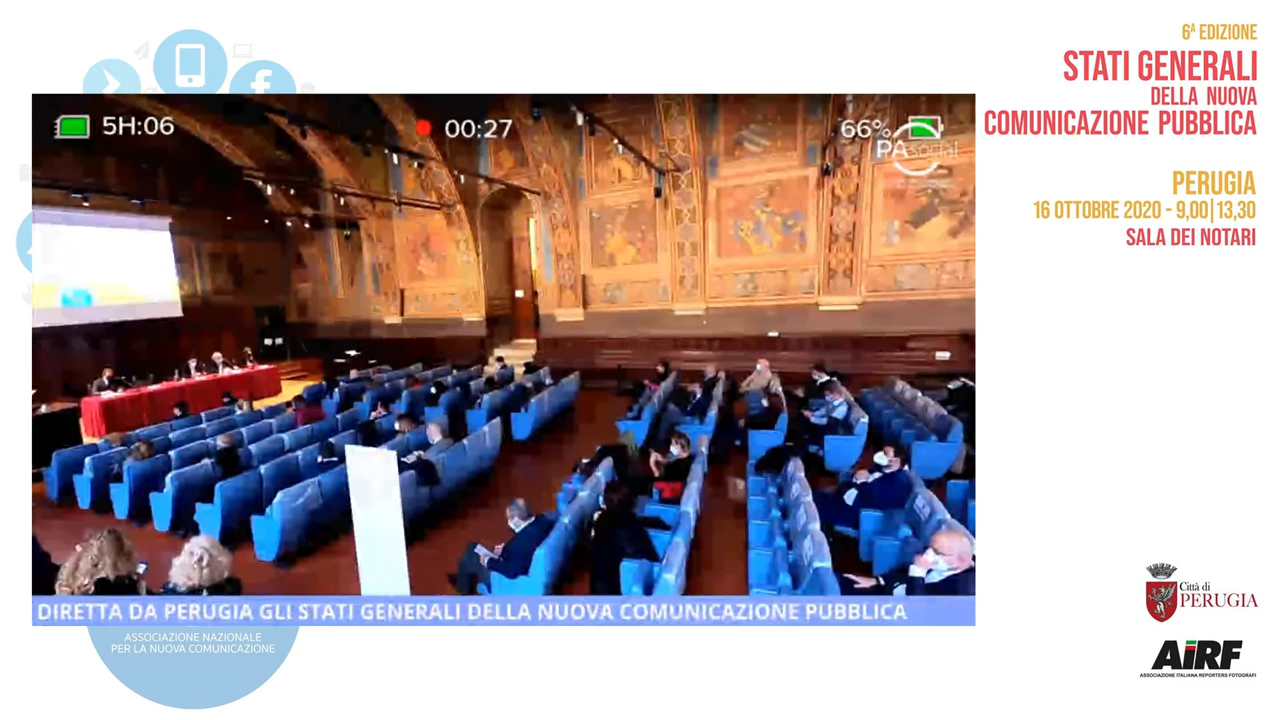 6ᴬ EDIZIONE
STATI GENERALI
DELLA NUOVA
COMUNICAZIONE PUBBLICA
PERUGIA
16 OTTOBRE 2020 - 9,00|13,30
SALA DEI NOTARI
5H:06
00:27
66%
PAsocial
DIRETTA DA PERUGIA GLI STATI GENERALI DELLA NUOVA COMUNICAZIONE PUBBLICA
ASSOCIAZIONE NAZIONALE
PER LA NUOVA COMUNICAZIONE
Città di
PERUGIA
AiRF
ASSOCIAZIONE ITALIANA REPORTERS FOTOGRAFI